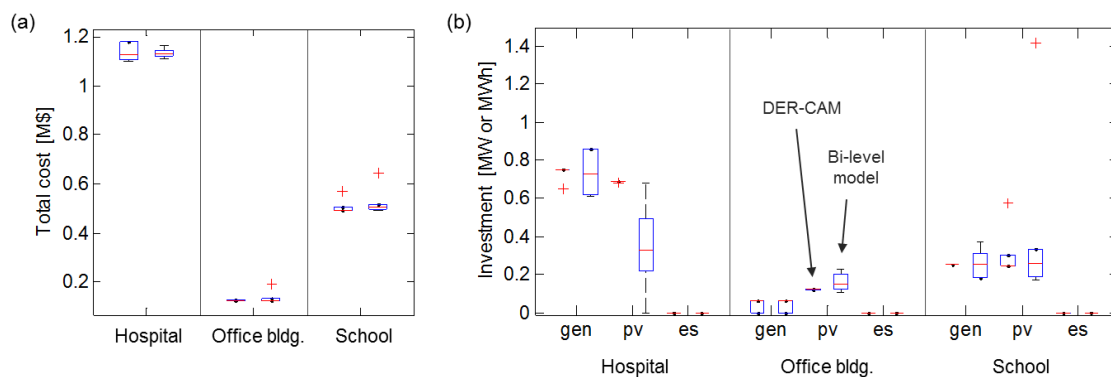 (a)
Total cost [M$]
1.2
1
0.8
0.6
0.4
0.2
Hospital Office bldg. School
(b)
Investment [MW or MWh]
1.4
1.2
1
0.8
0.6
0.4
0.2
0
DER-CAM
Bi-level
model
gen pv es gen pv es gen pv es
Hospital Office bldg. School